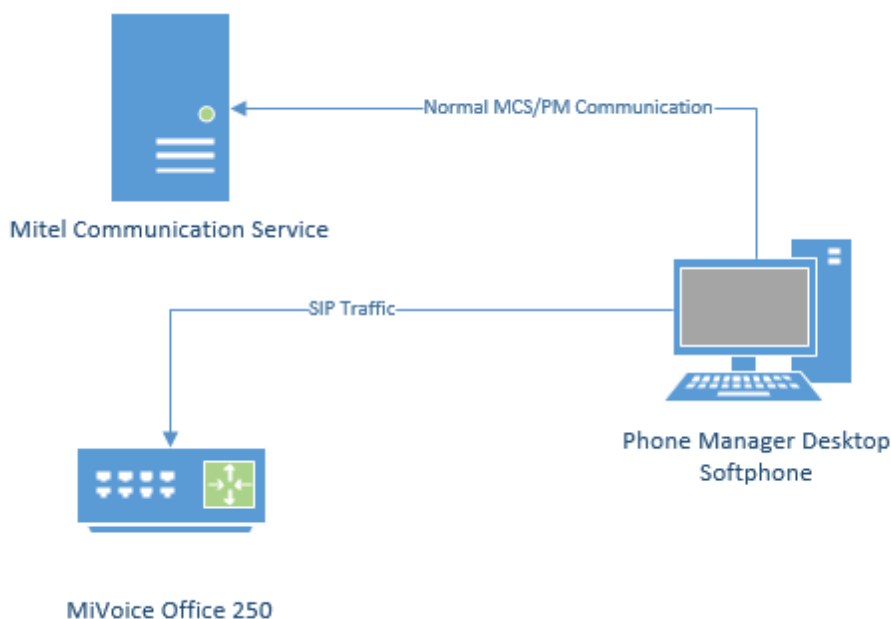 Normal MCS/PM Communication
Mitel Communication Service
SIP Traffic
Phone Manager Desktop
Softphone
MiVoice Office 250